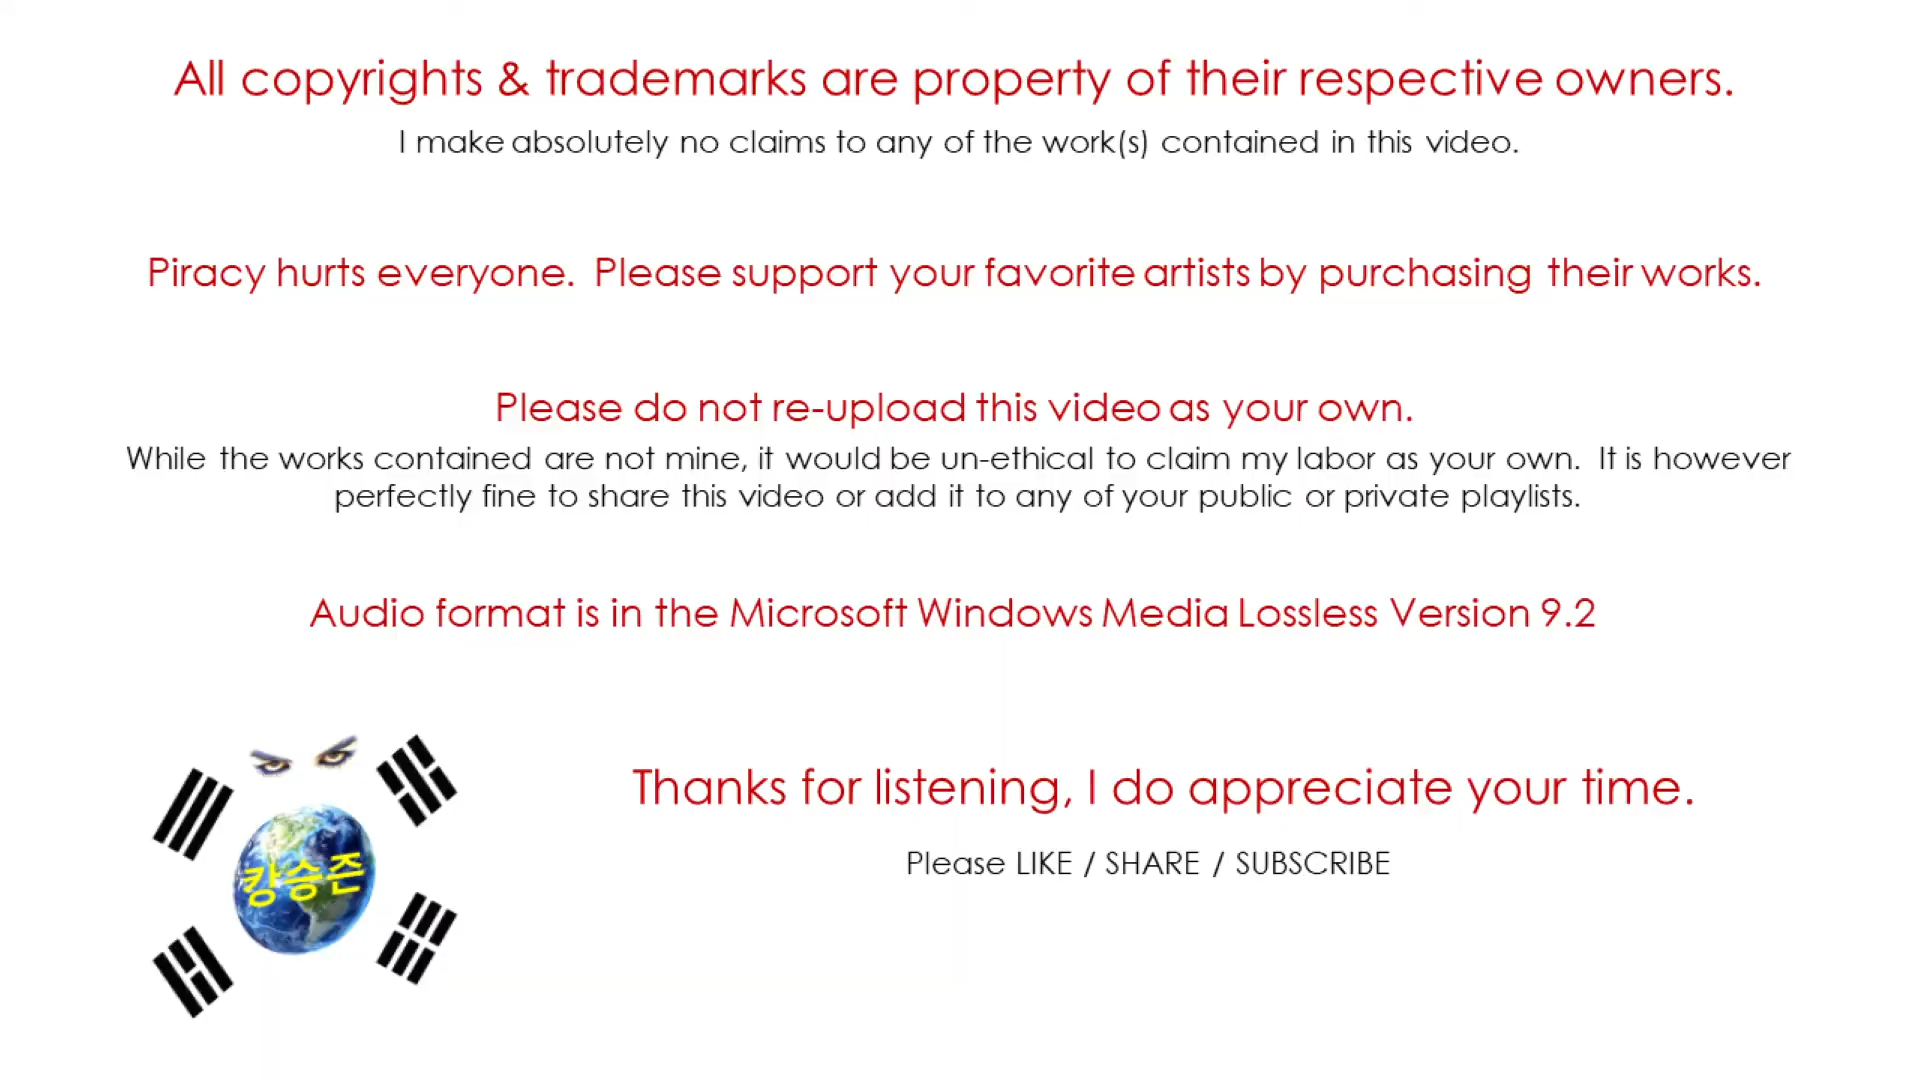 All copyrights & trademarks are property of their respective owners.
I make absolutely no claims to any of the work(s) contained in this video.
Piracy hurts everyone.  Please support your favorite artists by purchasing their works.
Please do not re-upload this video as your own.
While the works contained are not mine, it would be un-ethical to claim my labor as your own.  It is however
perfectly fine to share this video or add it to any of your public or private playlists.
Audio format is in the Microsoft Windows Media Lossless Version 9.2
Thanks for listening, I do appreciate your time.
Please LIKE / SHARE / SUBSCRIBE
캉승즌